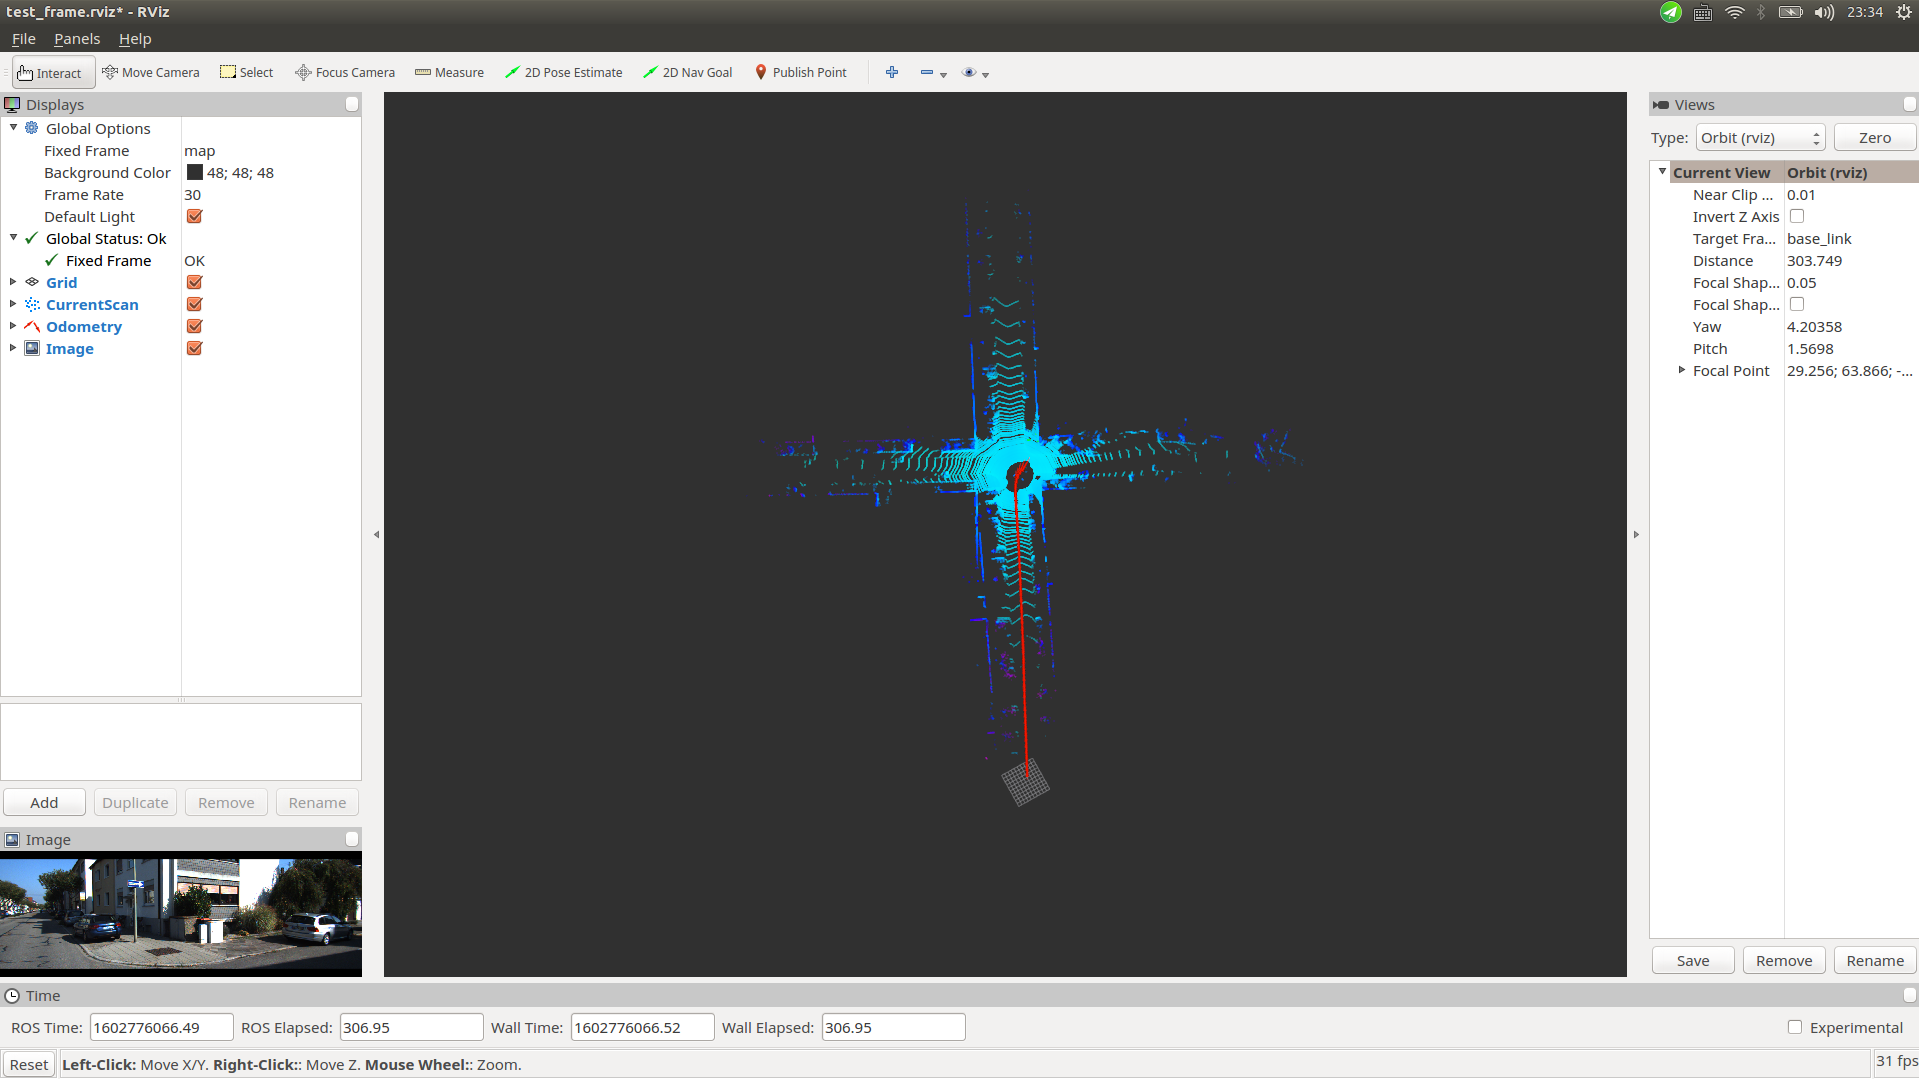 test_frame.rviz* - RViz
23:34
File Panels Help
Interact Move Camera Select Focus Camera Measure 2D Pose Estimate 2D Nav Goal Publish Point
Displays
Global Options
Fixed Frame map
Background Color 48; 48; 48
Frame Rate 30
Default Light
Global Status: Ok
Fixed Frame OK
Grid
CurrentScan
Odometry
Image
Add Duplicate Remove Rename
Image
Views
Type: Orbit (rviz) Zero
Current View Orbit (rviz)
Near Clip ... 0.01
Invert Z Axis
Target Fra... base_link
Distance 303.749
Focal Shap... 0.05
Focal Shap...
Yaw 4.20358
Pitch 1.5698
Focal Point 29.256; 63.866; -...
Save Remove Rename
Time
ROS Time: 1602776066.49 ROS Elapsed: 306.95 Wall Time: 1602776066.52 Wall Elapsed: 306.95 Experimental
Reset Left-Click: Move X/Y. Right-Click:: Move Z. Mouse Wheel:: Zoom. 31 fps